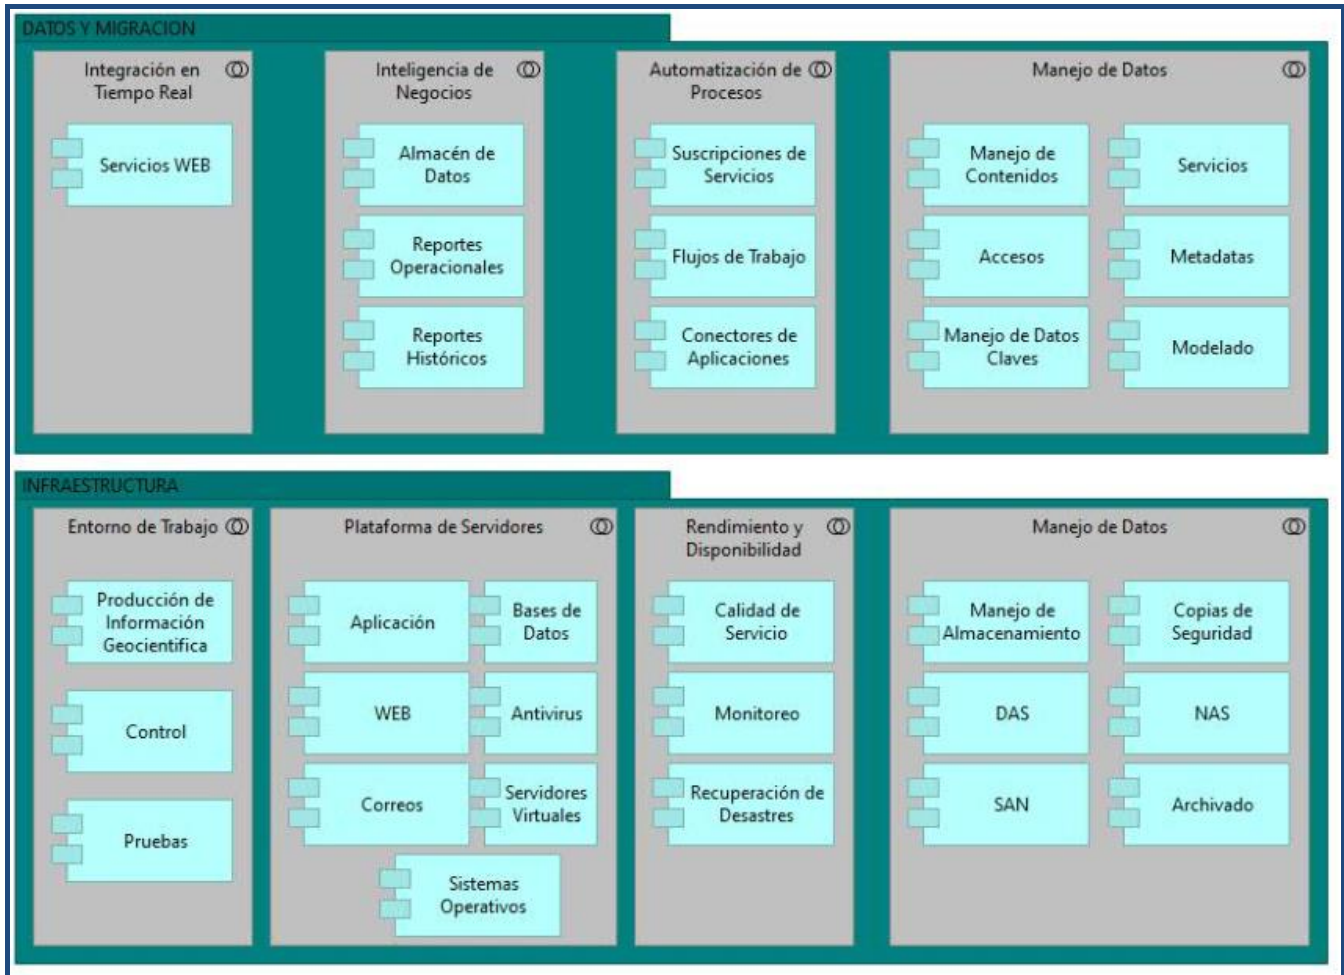 DATOS Y MIGRACION
Integración en
Tiempo Real
Servicios WEB
Inteligencia de
Negocios
Almacén de
Datos
Reportes
Operacionales
Reportes
Históricos
Automatización de
Procesos
Suscripciones de
Servicios
Flujos de Trabajo
Conectores de
Aplicaciones
Manejo de Datos
Manejo de
Contenidos
Servicios
Accesos
Metadatas
Manejo de Datos
Claves
Modelado
INFRAESTRUCTURA
Entorno de Trabajo
Producción de
Información
Geocientifica
Control
Pruebas
Plataforma de Servidores
Aplicación
Bases de
Datos
WEB
Antivirus
Correos
Servidores
Virtuales
Sistemas
Operativos
Rendimiento y
Disponibilidad
Calidad de
Servicio
Monitoreo
Recuperación de
Desastres
Manejo de Datos
Manejo de
Almacenamiento
Copias de
Seguridad
DAS
NAS
SAN
Archivado